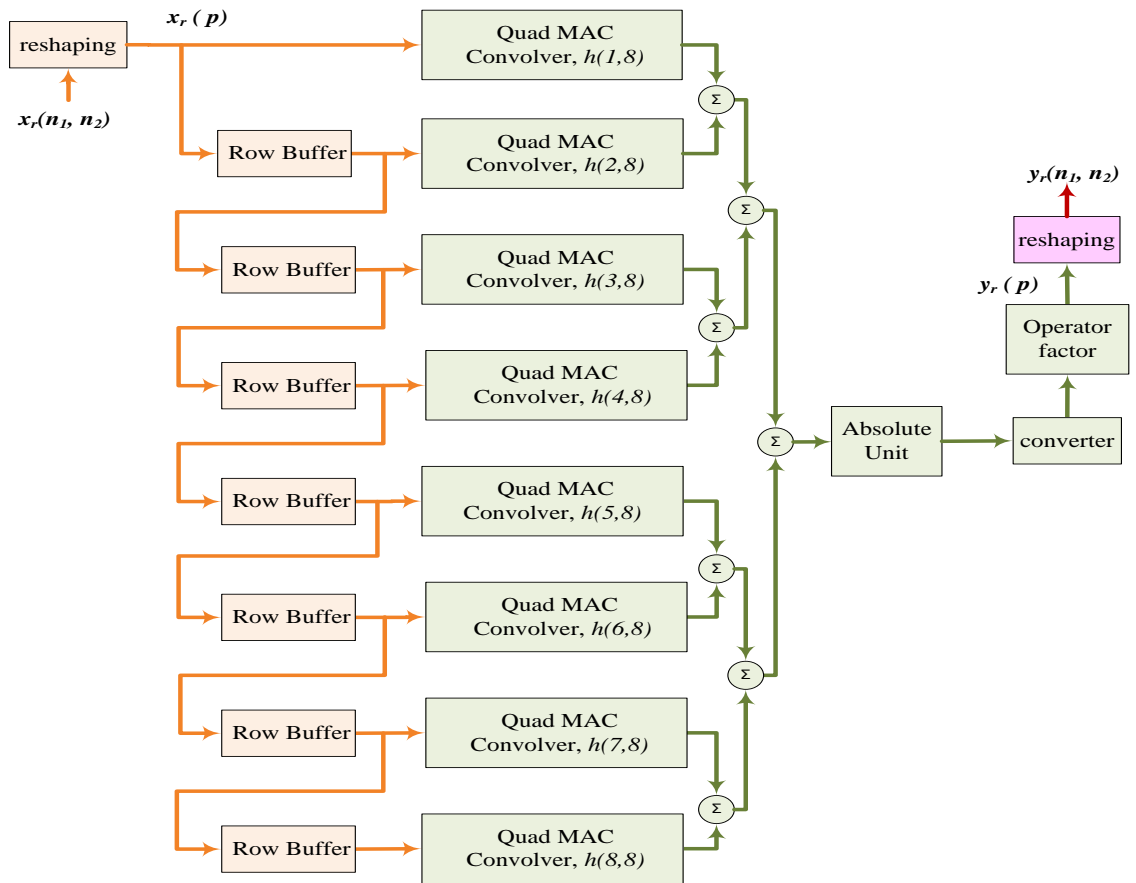 x_r ( p)
reshaping
x_r(n_1, n_2)
Quad MAC
Convolver, h(1,8)
Σ
Row Buffer
Quad MAC
Convolver, h(2,8)
Σ
Row Buffer
Quad MAC
Convolver, h(3,8)
Σ
Row Buffer
Quad MAC
Convolver, h(4,8)
Σ
Row Buffer
Quad MAC
Convolver, h(5,8)
Σ
Row Buffer
Quad MAC
Convolver, h(6,8)
Σ
Row Buffer
Quad MAC
Convolver, h(7,8)
Σ
Row Buffer
Quad MAC
Convolver, h(8,8)
Absolute
Unit
converter
Operator
factor
y_r ( p)
reshaping
y_r(n_1, n_2)